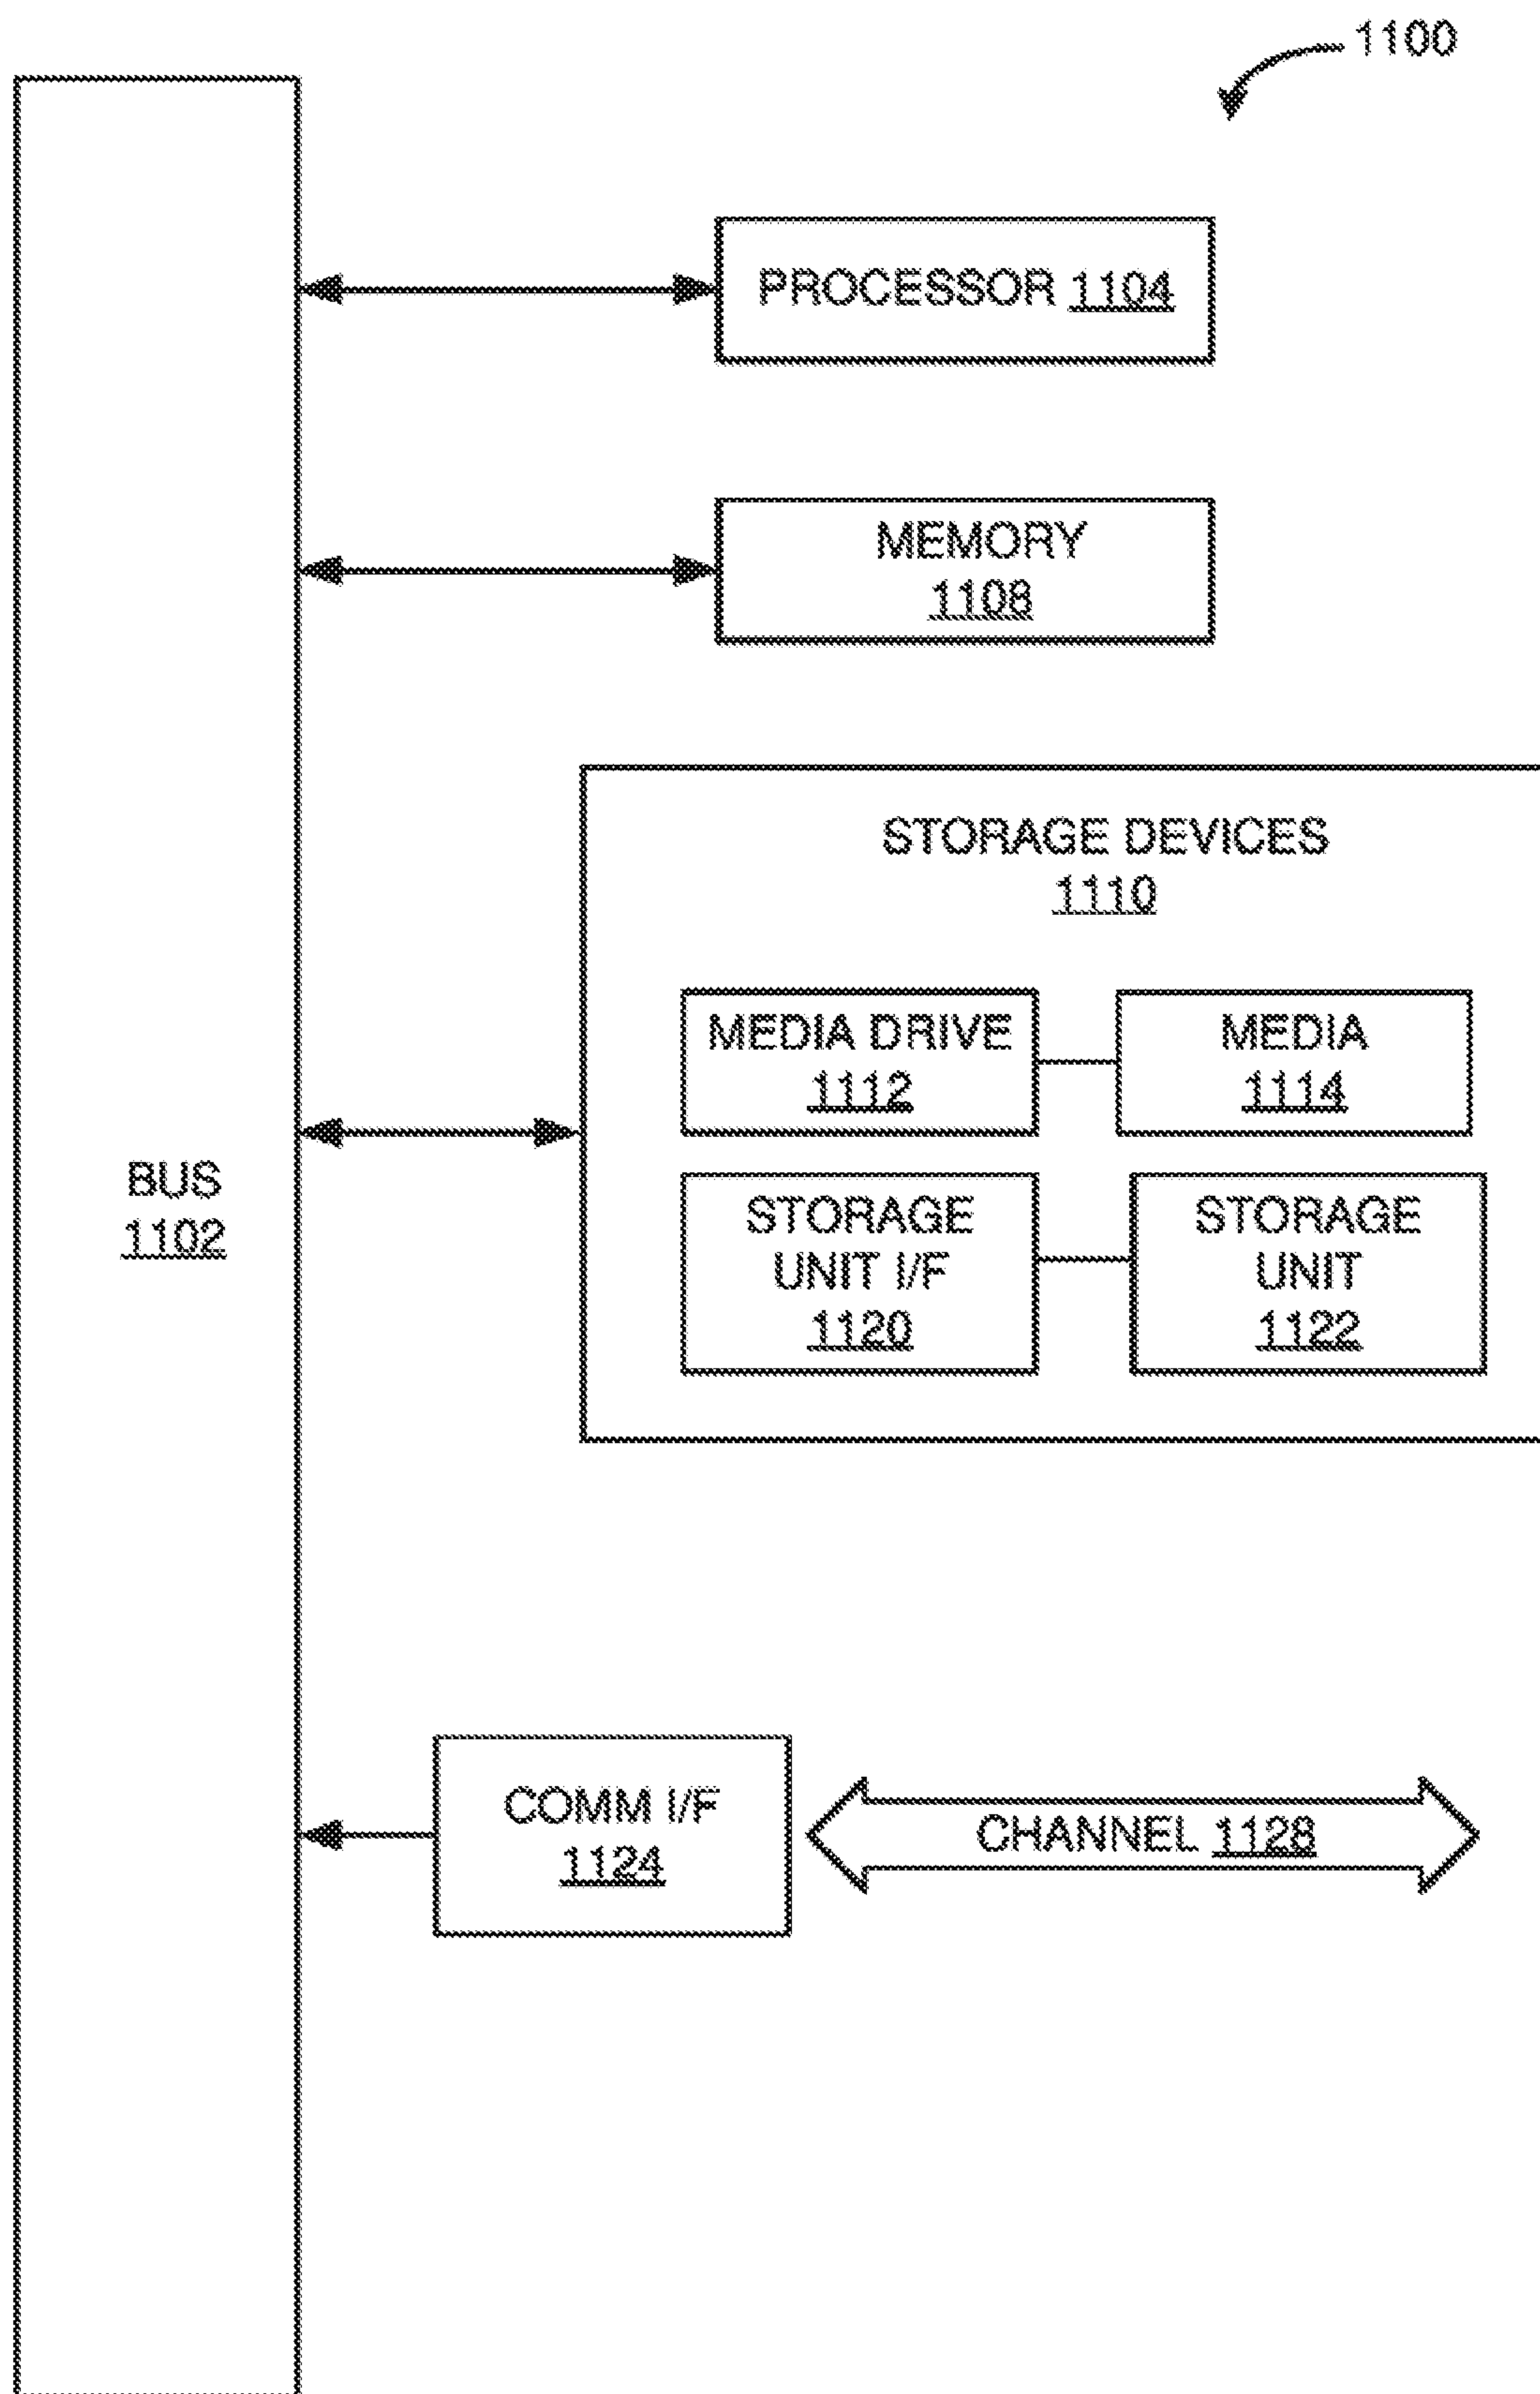 1100
PROCESSOR 1104
MEMORY
1108
STORAGE DEVICES
1110
MEDIA DRIVE
1112
MEDIA
1114
BUS
1102
STORAGE
UNIT I/F
1120
STORAGE
UNIT
1122
COMM I/F
1124
CHANNEL 1128